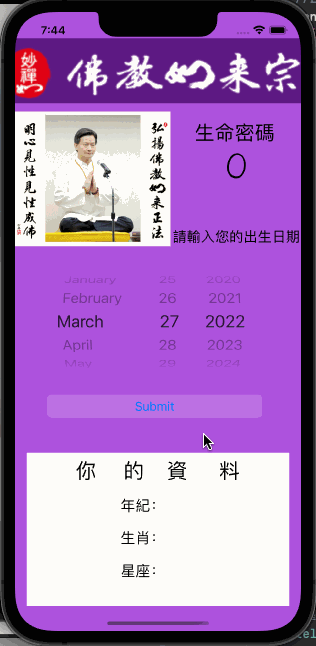 7:44
妙禪
佛教如来宗
明心見性見性成佛
弘揚佛教如来正法
生命密碼
0
請輸入您的出生日期
January 25 2020
February 26 2021
March 27 2022
April 28 2023
May 29 2024
Submit
你的資料
年紀:
生肖:
星座: